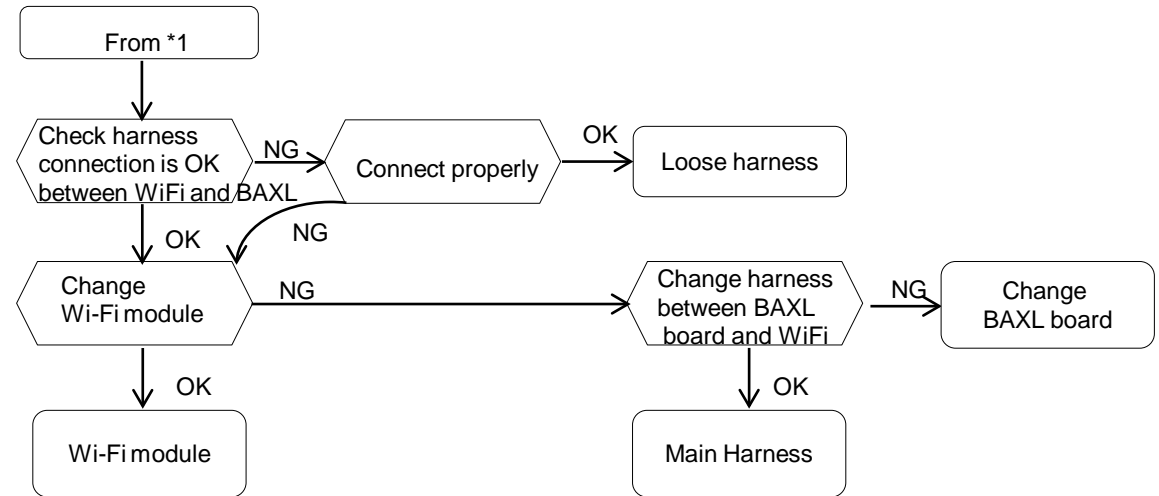 From *1
Check harness
connection is OK
between WiFi and BAXL
NG
Connect properly
OK
Loose harness
NG
OK
Change
Wi-Fi module
NG
Change harness
between BAXL
board and WiFi
NG
Change
BAXL board
OK
OK
Wi-Fi module
Main Harness